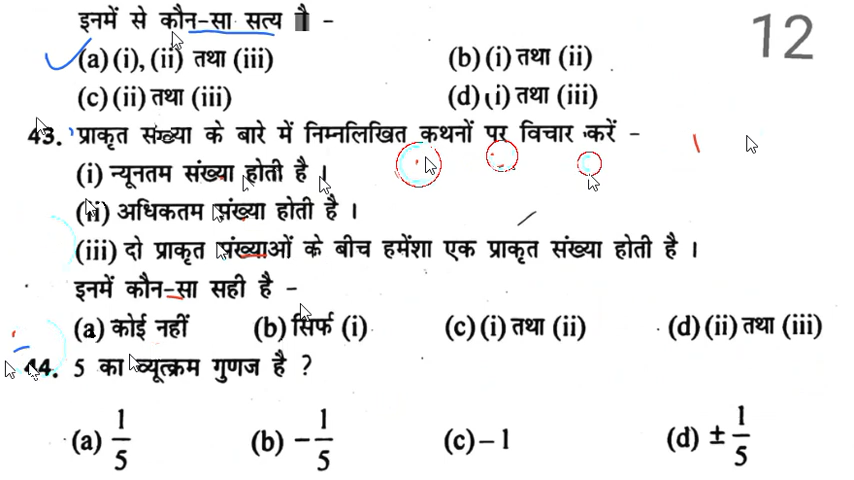 इनमें से कौन-सा सत्य है -
12
(a) (i), (ii) तथा (iii) (b) (i) तथा (ii)
(c) (ii) तथा (iii) (d) (i) तथा (iii)
43. प्राकृत संख्या के बारे में निम्नलिखित कथनों पर विचार करें -
(i) न्यूनतम संख्या होती है ।
(ii) अधिकतम संख्या होती है ।
(iii) दो प्राकृत संख्याओं के बीच हमेंशा एक प्राकृत संख्या होती है ।
इनमें कौन-सा सही है -
(a) कोई नहीं (b) सिर्फ (i) (c) (i) तथा (ii) (d) (ii) तथा (iii)
44. 5 का व्यूत्क्रम गुणज है ?
(a) 1/5 (b) -1/5 (c) -1 (d) ± 1/5